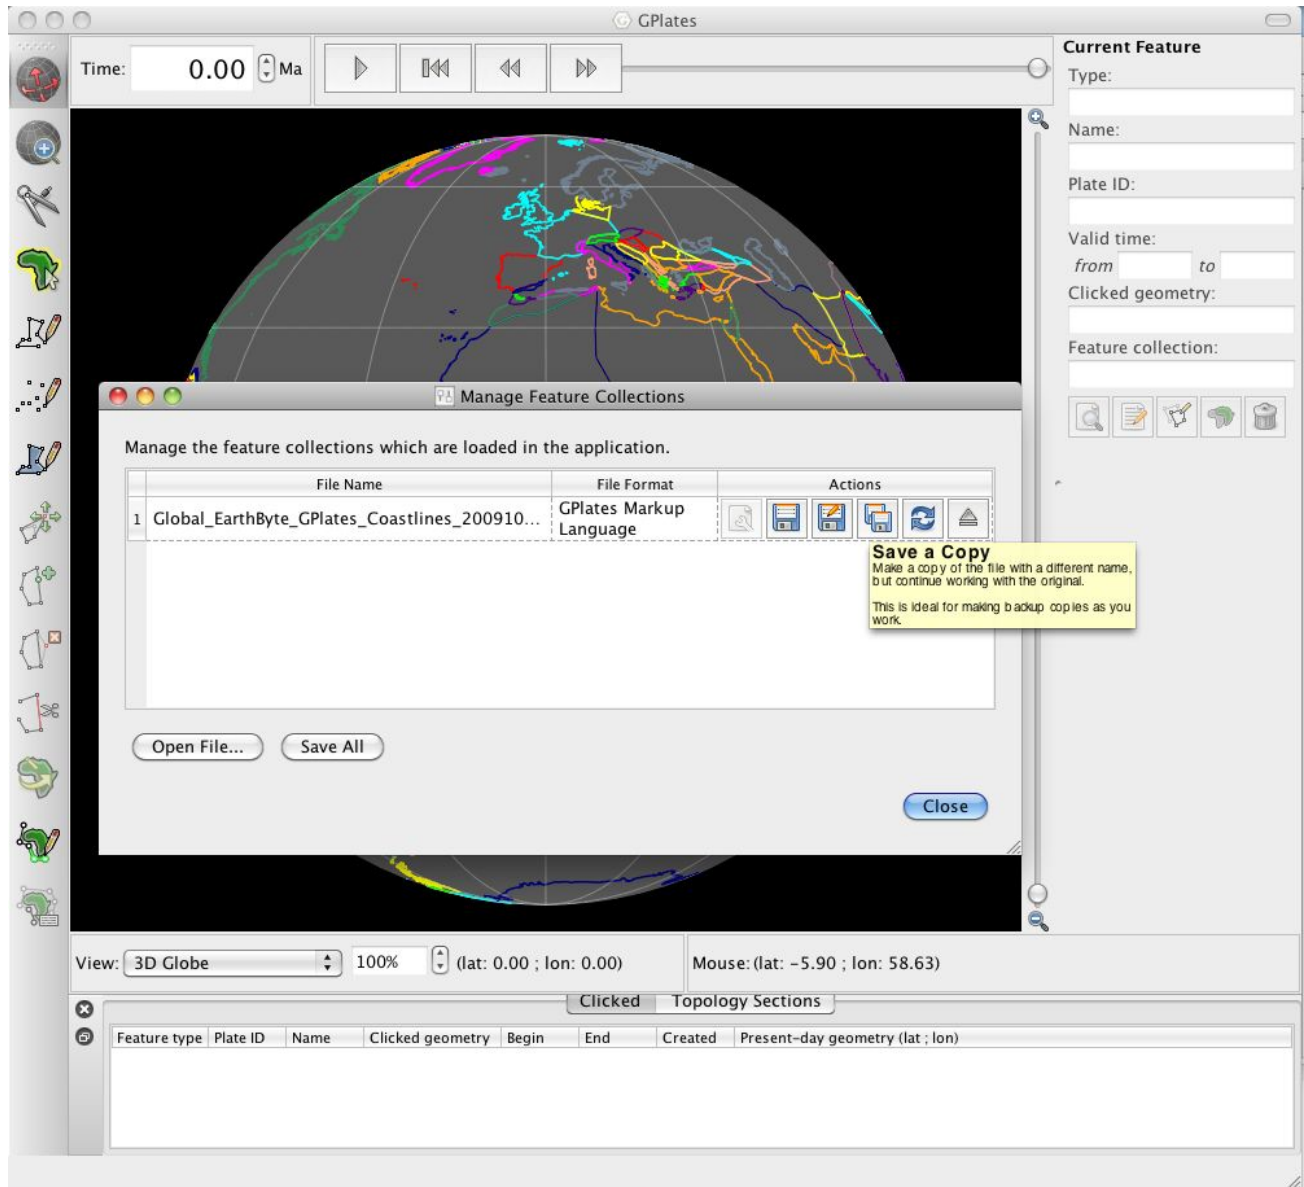 GPlates
Time: 0.00 Ma
Current Feature
Type:
Name:
Plate ID:
Valid time:
from to
Clicked geometry:
Feature collection:
Manage Feature Collections
Manage the feature collections which are loaded in the application.
File Name File Format Actions
1 Global_EarthByte_GPlates_Coastlines_200910... GPlates Markup
Language
Save a Copy
Make a copy of the file with a different name,
but continue working with the original.
This is ideal for making backup copies as you
work.
Open File... Save All
Close
View: 3D Globe 100% (lat: 0.00 ; lon: 0.00) Mouse: (lat: -5.90 ; lon: 58.63)
Clicked Topology Sections
Feature type Plate ID Name Clicked geometry Begin End Created Present-day geometry (lat ; lon)